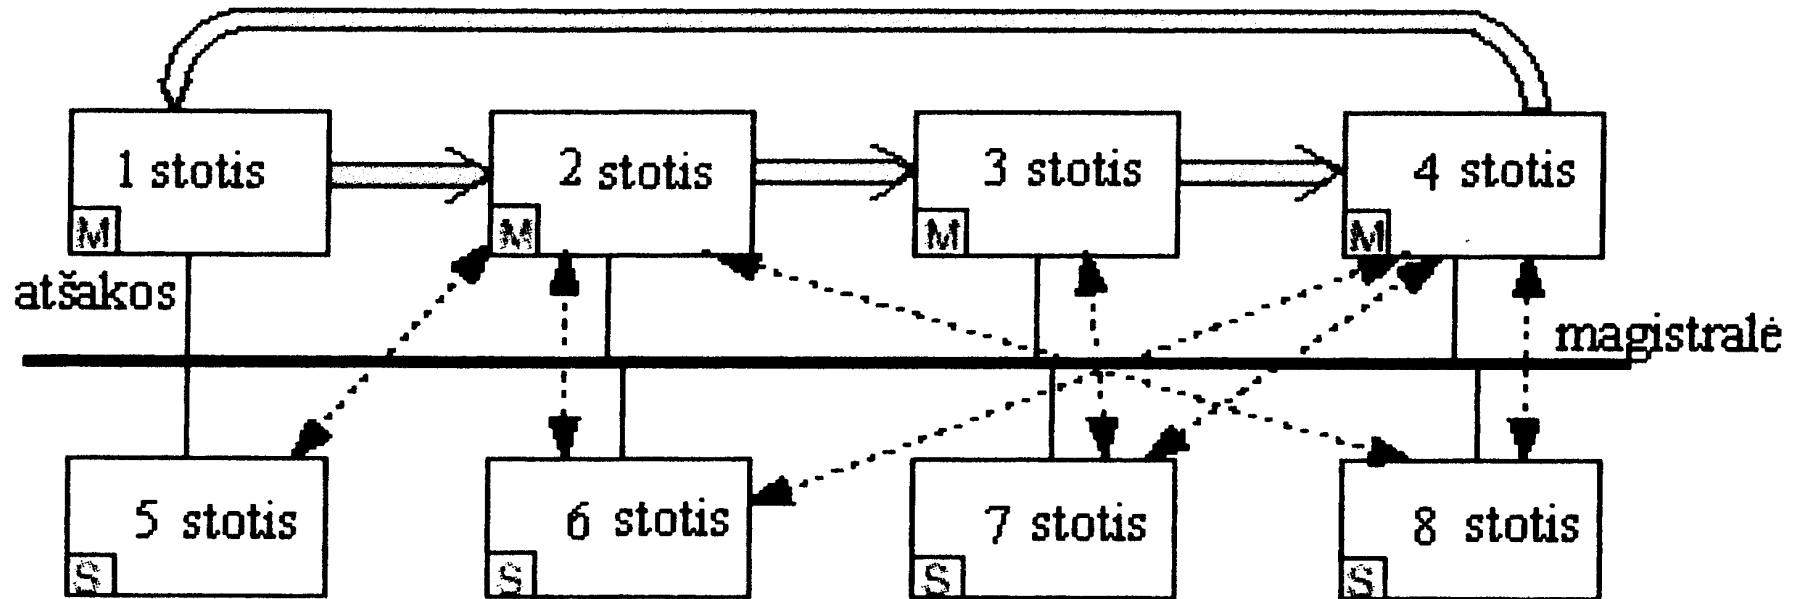 1 stotis
2 stotis
3 stotis
4 stotis
M
M
M
M
atšakos
magistralė
5 stotis
6 stotis
7 stotis
8 stotis
S
S
S
S